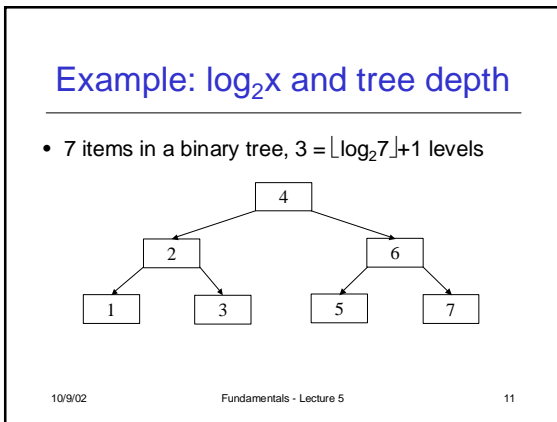 Example: log₂x and tree depth
• 7 items in a binary tree, 3 = ⌊log₂7⌋+1 levels
4
2 6
1 3 5 7
10/9/02 Fundamentals - Lecture 5 11